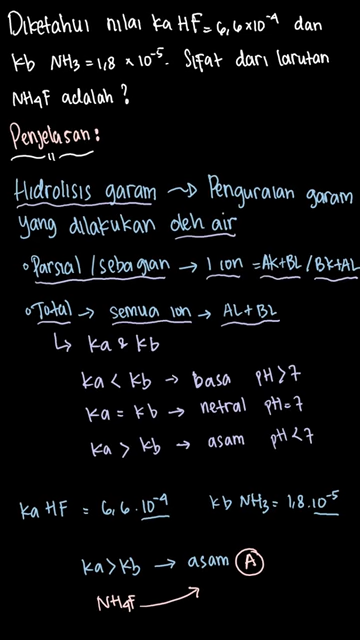 Diketahui nilai ka HF = 6,6 × 10⁻⁴ dan
kb NH₃ = 1,8 × 10⁻⁵. Sifat dari larutan
NH₄F adalah ?
Penjelasan :
Hidrolisis garam → Penguraian garam
yang dilakukan oleh air
• Parsial / sebagian → 1 ion = AK+BL / BK+AL
• Total → semua ion → AL + BL
↳ ka & kb
ka < kb → basa pH > 7
ka = kb → netral pH = 7
ka > kb → asam pH < 7
ka HF = 6,6 . 10⁻⁴ kb NH₃ = 1,8 . 10⁻⁵
ka > kb → asam A
NH₄F →